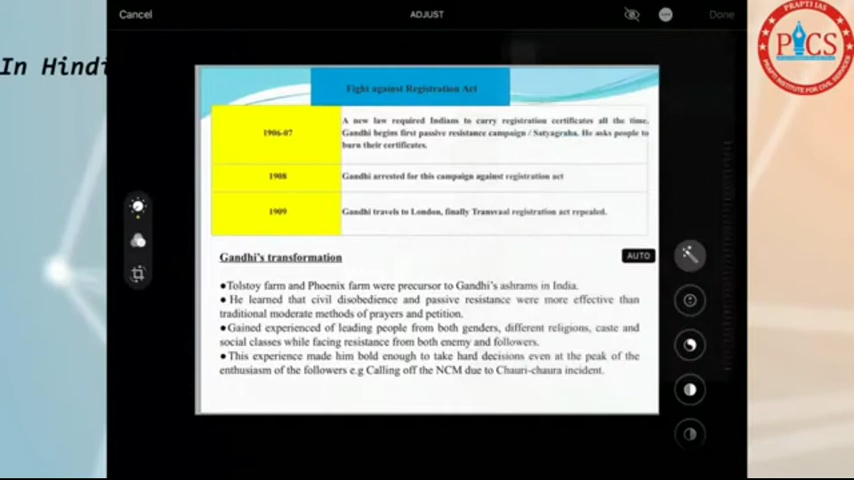 Cancel
ADJUST
Done
PRAPTI IAS
PICS
PRAPTI INSTITUTE FOR CIVIL SERVICES
In Hindi
Fight against Registration Act
1906-07
A new law required Indians to carry registration certificates all the time.
Gandhi begins first passive resistance campaign / Satyagraha. He asks people to
burn their certificates.
1908
Gandhi arrested for this campaign against registration act
1909
Gandhi travels to London, finally Transvaal registration act repealed.
Gandhi's transformation
AUTO
●Tolstoy farm and Phoenix farm were precursor to Gandhi's ashrams in India.
● He learned that civil disobedience and passive resistance were more effective than
traditional moderate methods of prayers and petition.
●Gained experienced of leading people from both genders, different religions, caste and
social classes while facing resistance from both enemy and followers.
●This experience made him bold enough to take hard decisions even at the peak of the
enthusiasm of the followers e.g Calling off the NCM due to Chauri-chaura incident.